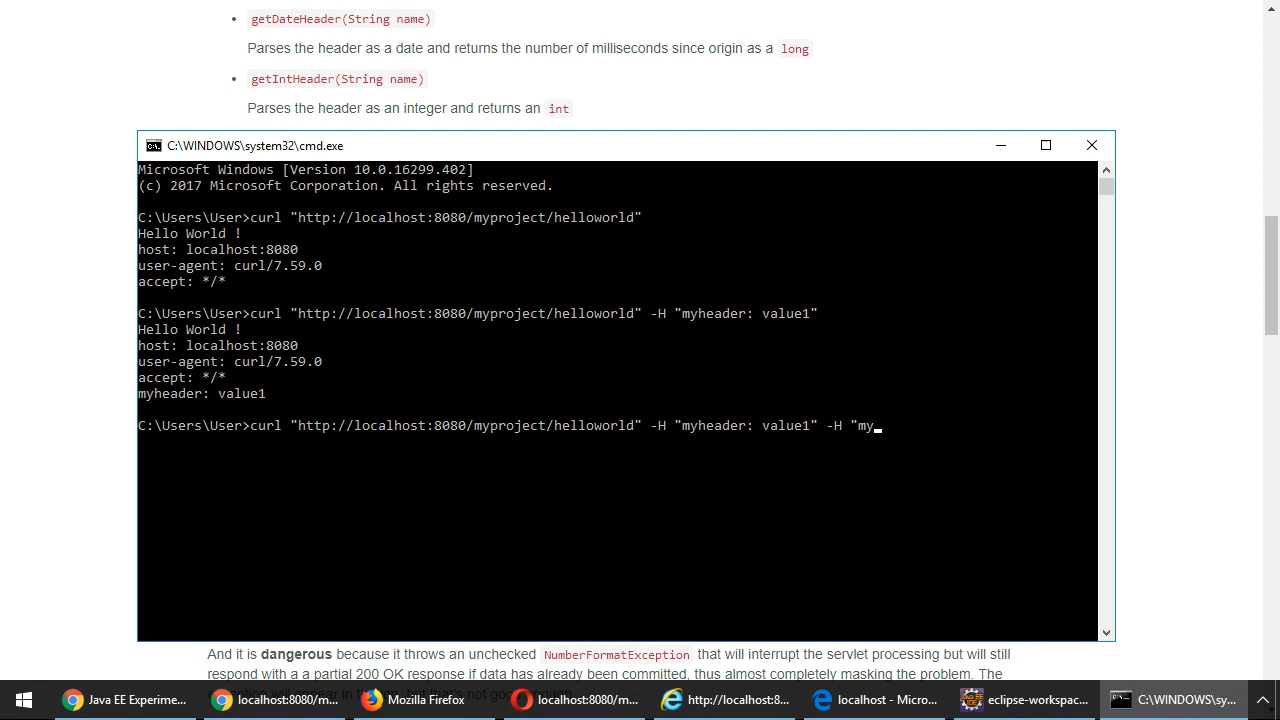 • getDateHeader(String name)
Parses the header as a date and returns the number of milliseconds since origin as a long
• getIntHeader(String name)
Parses the header as an integer and returns an int
C:\WINDOWS\system32\cmd.exe
Microsoft Windows [Version 10.0.16299.402]
(c) 2017 Microsoft Corporation. All rights reserved.
C:\Users\User>curl "http://localhost:8080/myproject/helloworld"
Hello World !
host: localhost:8080
user-agent: curl/7.59.0
accept: */*
C:\Users\User>curl "http://localhost:8080/myproject/helloworld" -H "myheader: value1"
Hello World !
host: localhost:8080
user-agent: curl/7.59.0
accept: */*
myheader: value1
C:\Users\User>curl "http://localhost:8080/myproject/helloworld" -H "myheader: value1" -H "my
And it is dangerous because it throws an unchecked NumberFormatException that will interrupt the servlet processing but will still
respond with a a partial 200 OK response if data has already been committed, thus almost completely masking the problem. The
Java EE Experime...
localhost:8080/m...
Mozilla Firefox
localhost:8080/m...
http://localhost:8...
localhost - Micros...
eclipse-workspac...
C:\WINDOWS\sy...